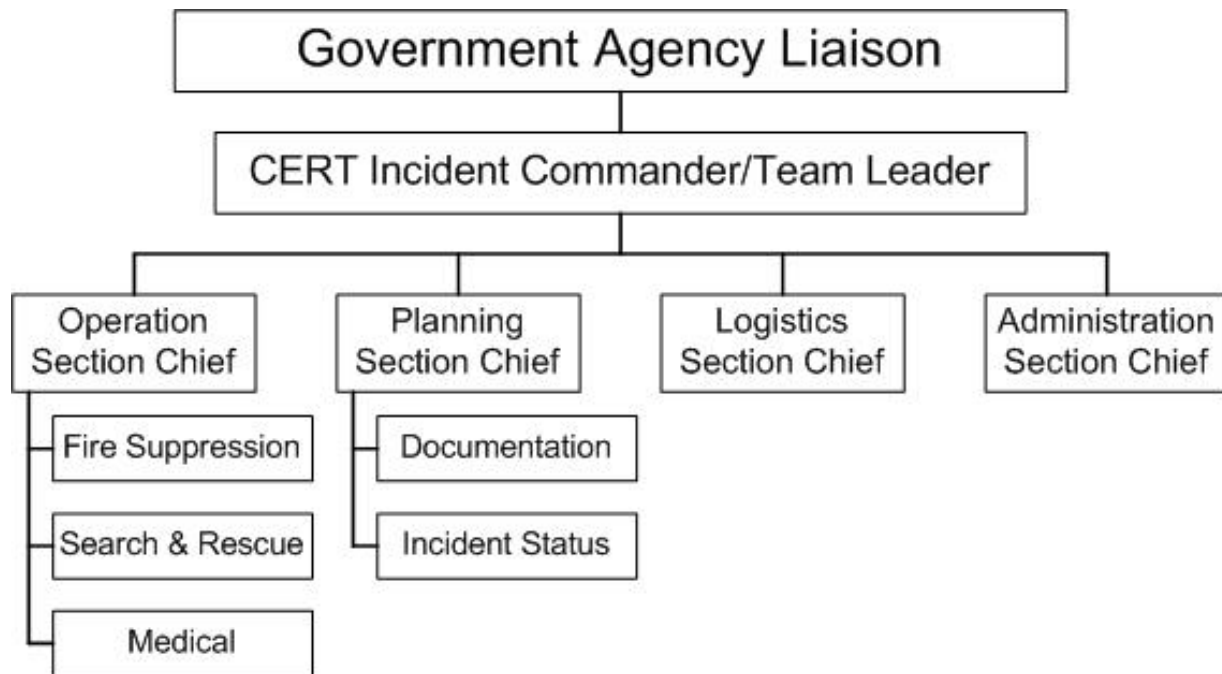 Government Agency Liaison
CERT Incident Commander/Team Leader
Operation
Section Chief
Planning
Section Chief
Logistics
Section Chief
Administration
Section Chief
Fire Suppression
Documentation
Search & Rescue
Incident Status
Medical